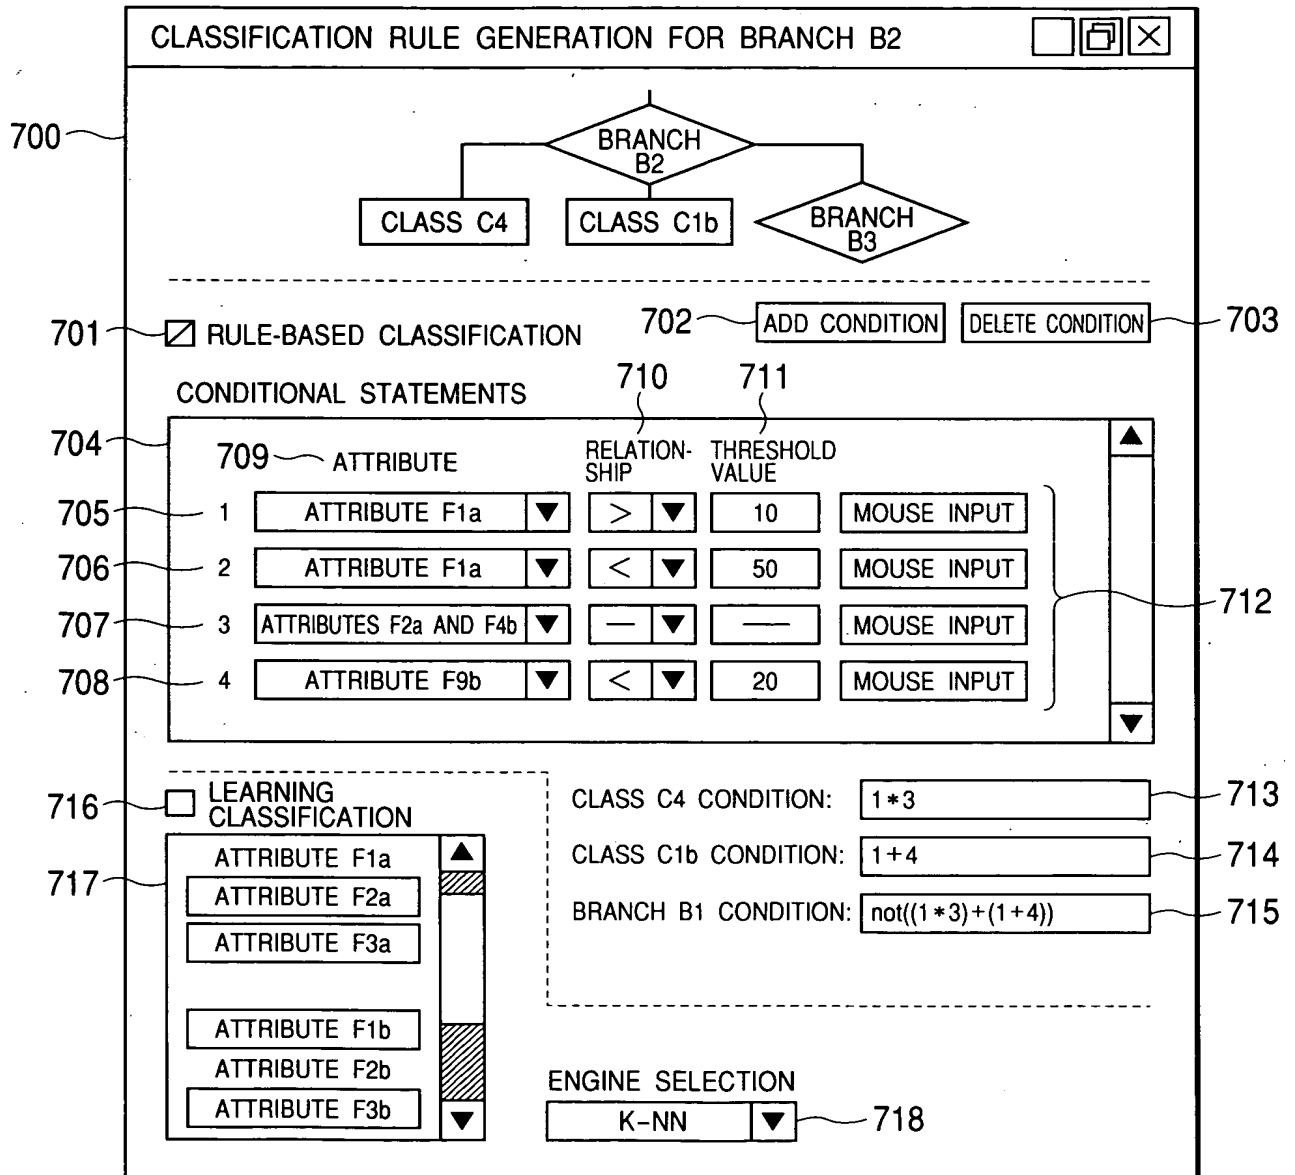 CLASSIFICATION RULE GENERATION FOR BRANCH B2
700
BRANCH
B2
CLASS C4
CLASS C1b
BRANCH
B3
701
RULE-BASED CLASSIFICATION
702
ADD CONDITION
DELETE CONDITION
703
CONDITIONAL STATEMENTS
710
711
704
709
ATTRIBUTE
RELATION-
SHIP
THRESHOLD
VALUE
705 1 ATTRIBUTE F1a > 10 MOUSE INPUT
706 2 ATTRIBUTE F1a < 50 MOUSE INPUT
712
707 3 ATTRIBUTES F2a AND F4b — — MOUSE INPUT
708 4 ATTRIBUTE F9b < 20 MOUSE INPUT
716
LEARNING
CLASSIFICATION
717
ATTRIBUTE F1a
ATTRIBUTE F2a
ATTRIBUTE F3a
ATTRIBUTE F1b
ATTRIBUTE F2b
ATTRIBUTE F3b
CLASS C4 CONDITION: 1*3 713
CLASS C1b CONDITION: 1+4 714
BRANCH B1 CONDITION: not((1*3)+(1+4)) 715
ENGINE SELECTION
K-NN
718